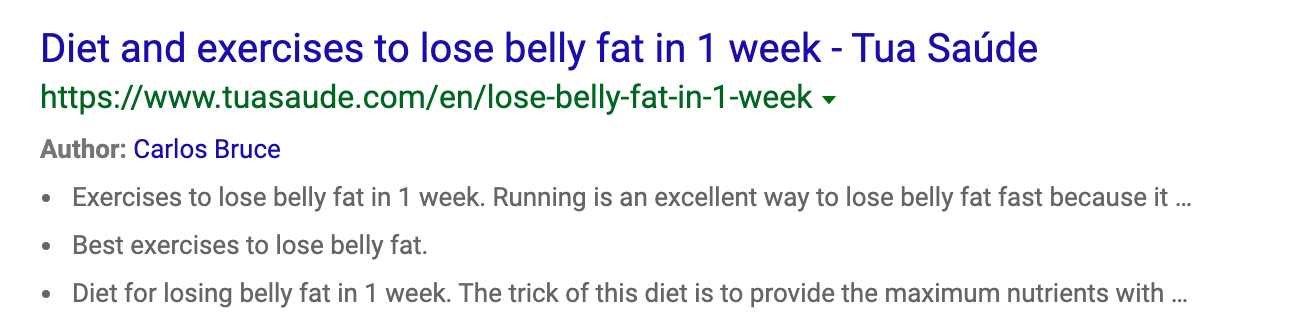 Diet and exercises to lose belly fat in 1 week - Tua Saúde
https://www.tuasaude.com/en/lose-belly-fat-in-1-week
Author: Carlos Bruce
• Exercises to lose belly fat in 1 week. Running is an excellent way to lose belly fat fast because it ...
• Best exercises to lose belly fat.
• Diet for losing belly fat in 1 week. The trick of this diet is to provide the maximum nutrients with ...